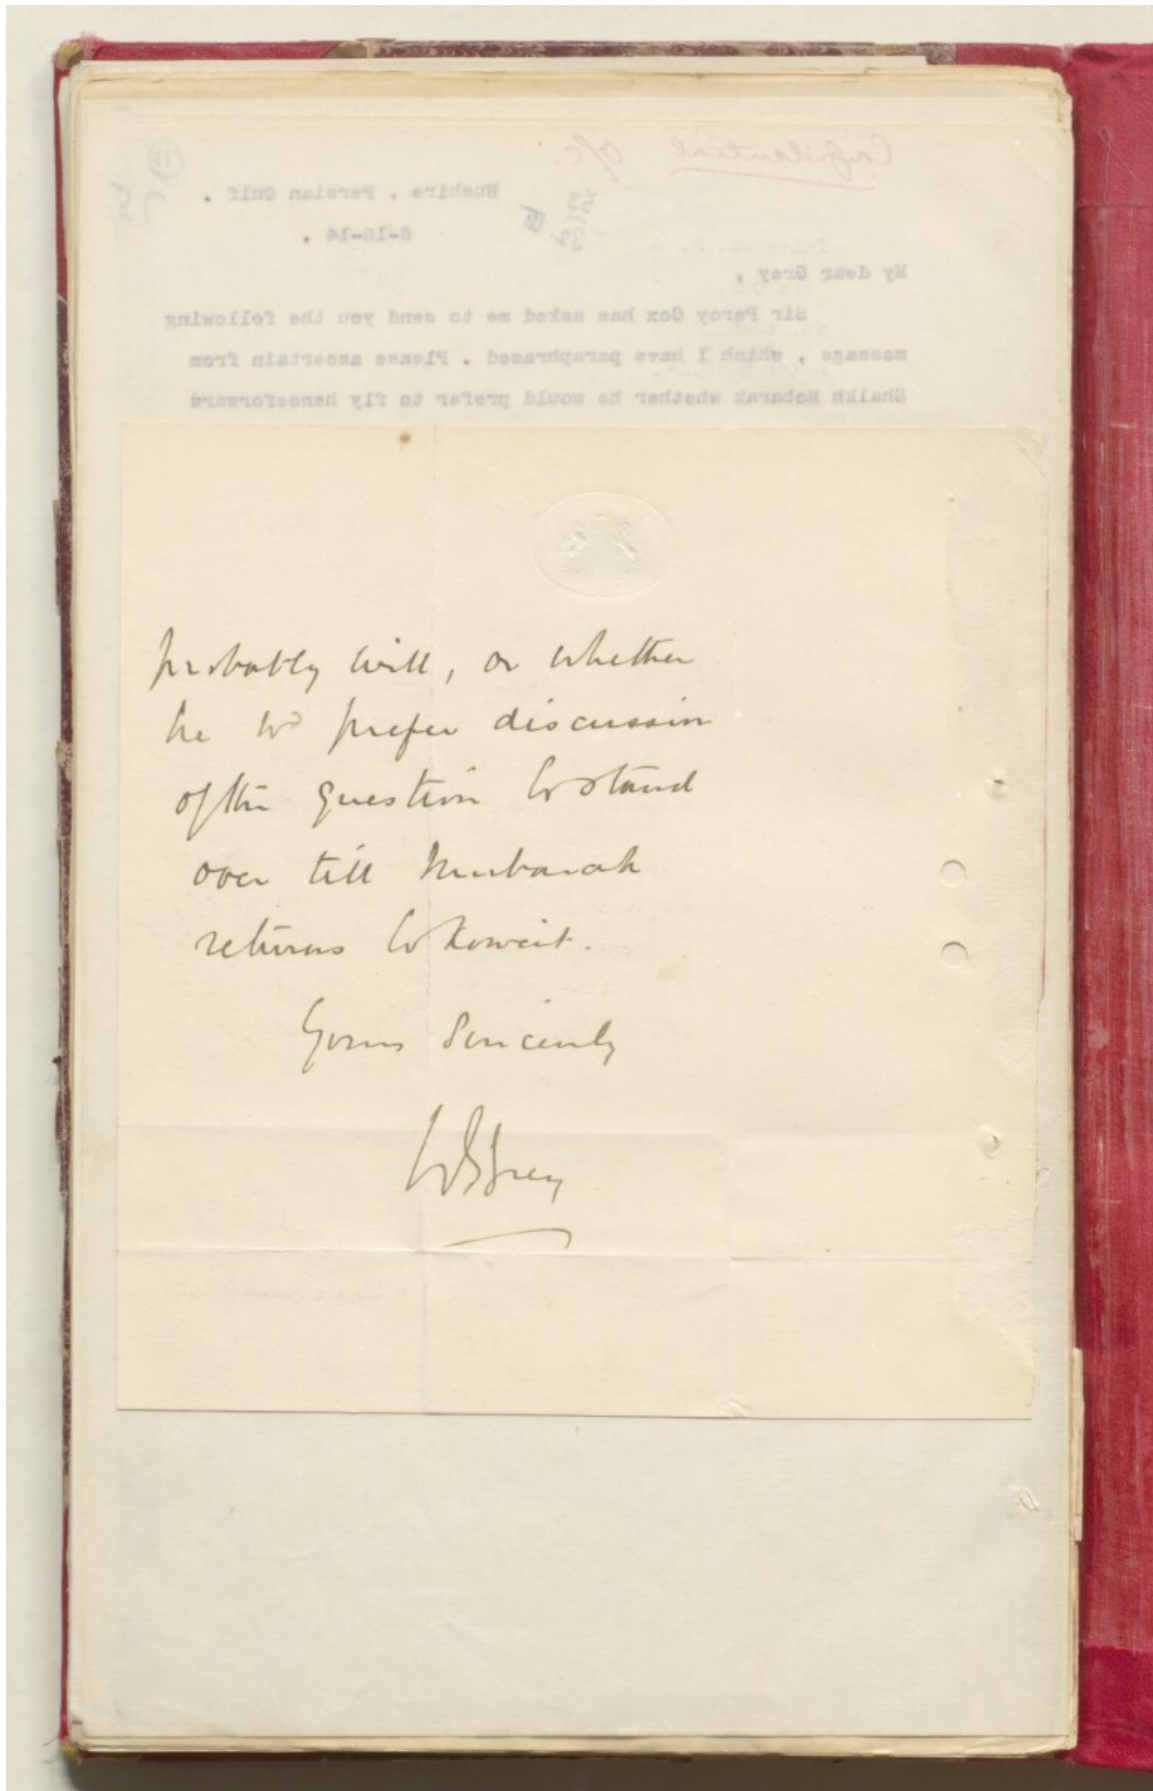 Confidential
Bushire , Persian Gulf .
8-12-14 .
My dear Grey ,
Sir Percy Cox has asked me to send you the following
message , which I have paraphrased . Please ascertain from
Shaikh Mobarak whether he would prefer to fly henceforward
probably will, or whether
he wd prefer discussion
of the question to stand
over till Mubarak
returns to Koweit.
Yours Sincerely
WGGrey